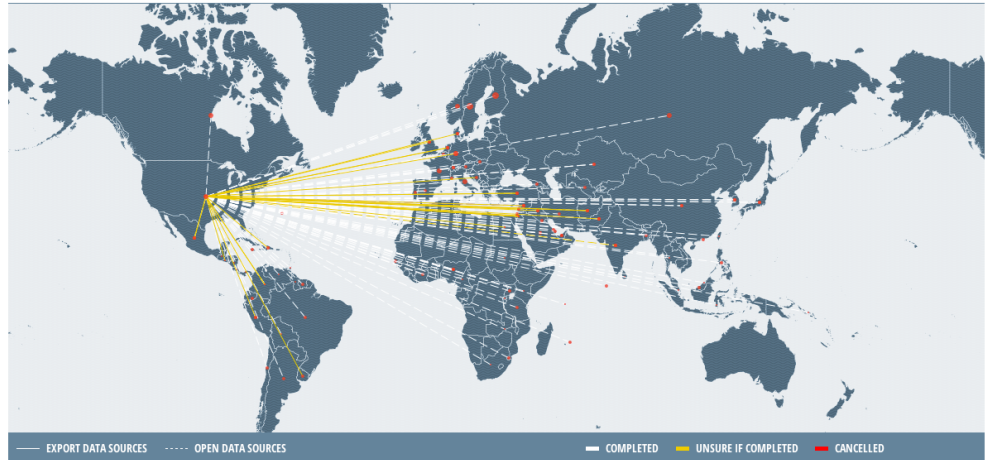 EXPORT DATA SOURCES
OPEN DATA SOURCES
COMPLETED
UNSURE IF COMPLETED
CANCELLED